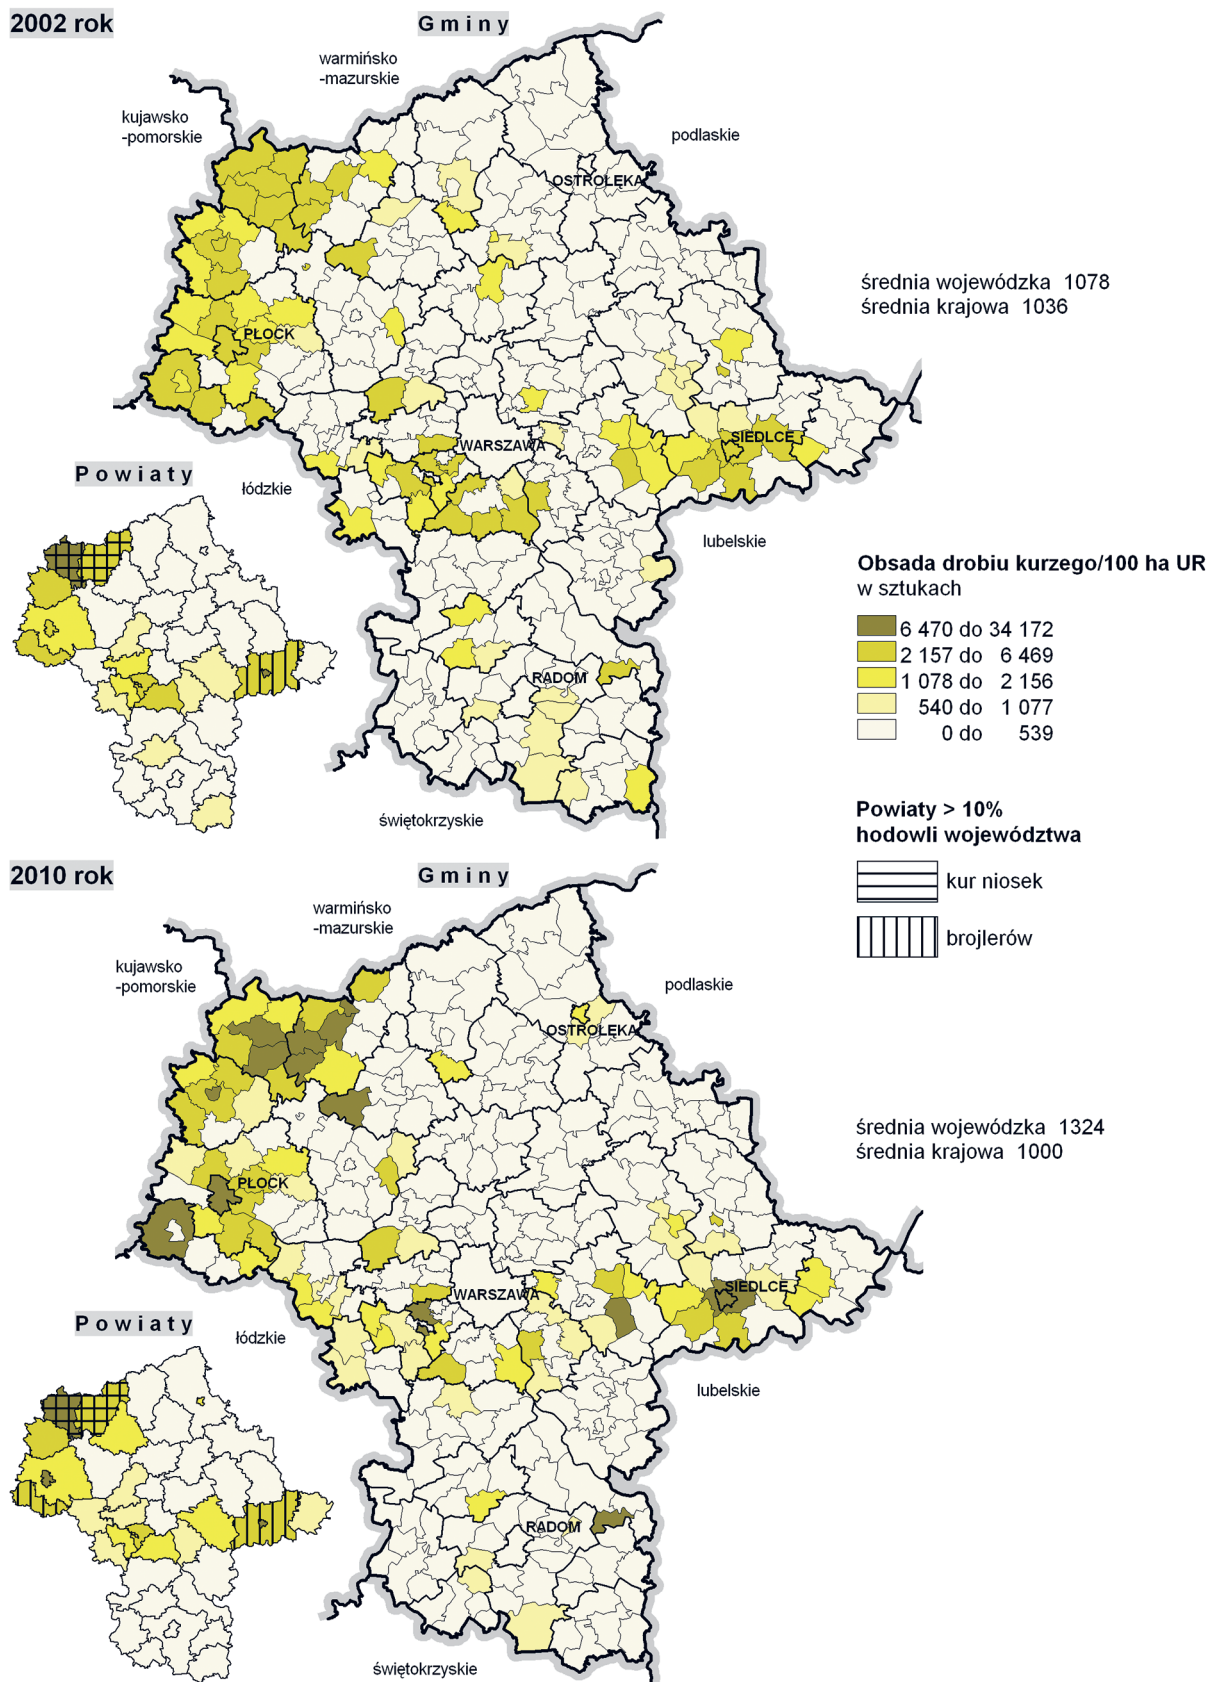 2002 rok
Gminy
warmińsko
-mazurskie
kujawsko
-pomorskie
podlaskie
OSTROŁĘKA
średnia wojewódzka 1078
średnia krajowa 1036
PŁOCK
SIEDLCE
WARSZAWA
Powiaty
łódzkie
lubelskie
Obsada drobiu kurzego/100 ha UR
w sztukach
6 470 do 34 172
2 157 do 6 469
1 078 do 2 156
540 do 1 077
0 do 539
RADOM
Powiaty > 10%
hodowli województwa
świętokrzyskie
kur niosek
brojlerów
2010 rok
Gminy
warmińsko
-mazurskie
kujawsko
-pomorskie
podlaskie
OSTROŁĘKA
średnia wojewódzka 1324
średnia krajowa 1000
PŁOCK
SIEDLCE
WARSZAWA
Powiaty
łódzkie
lubelskie
RADOM
świętokrzyskie